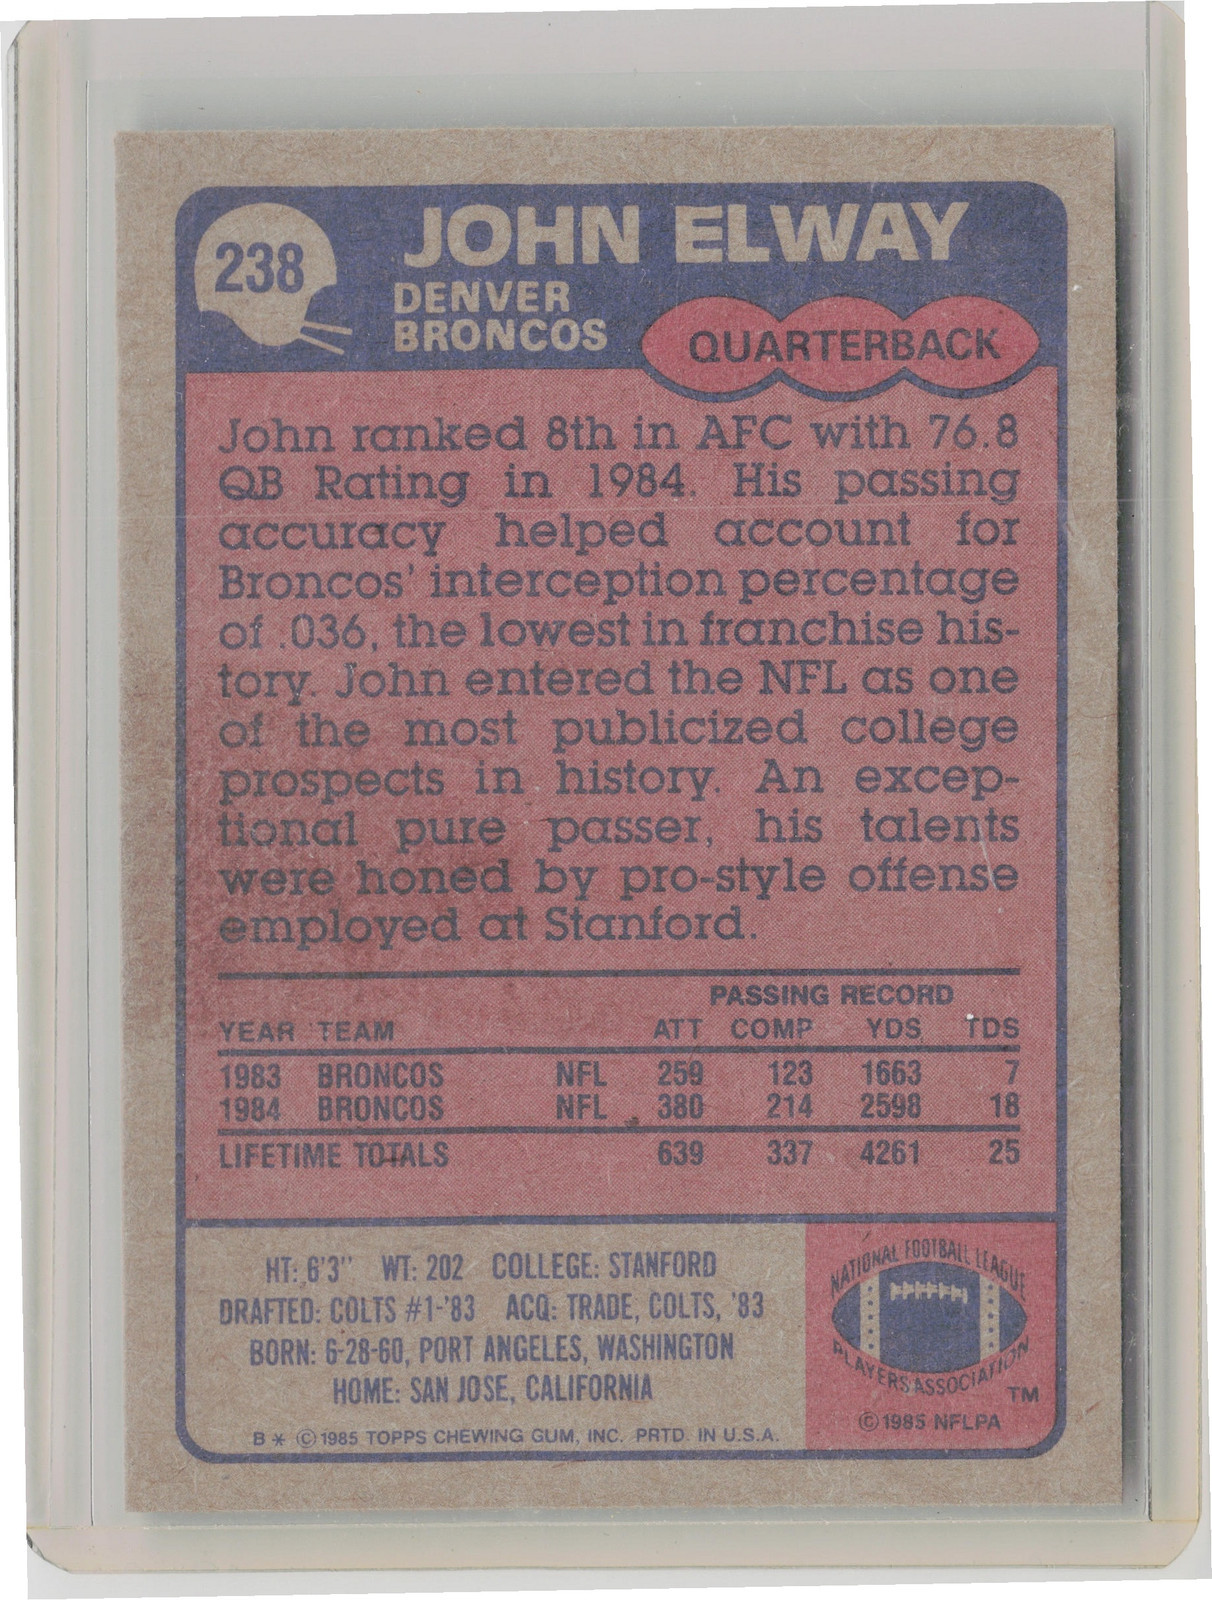 238
JOHN ELWAY
DENVER
BRONCOS
QUARTERBACK
John ranked 8th in AFC with 76.8
QB Rating in 1984. His passing
accuracy helped account for
Broncos' interception percentage
of .036, the lowest in franchise his-
tory. John entered the NFL as one
of the most publicized college
prospects in history. An excep-
tional pure passer, his talents
were honed by pro-style offense
employed at Stanford.
PASSING RECORD
YEAR TEAM ATT COMP YDS TDS
1983 BRONCOS NFL 259 123 1663 7
1984 BRONCOS NFL 380 214 2598 18
LIFETIME TOTALS 639 337 4261 25
HT: 6'3" WT: 202 COLLEGE: STANFORD
DRAFTED: COLTS #1-'83 ACQ: TRADE, COLTS, '83
BORN: 6-28-60, PORT ANGELES, WASHINGTON
HOME: SAN JOSE, CALIFORNIA
B* © 1985 TOPPS CHEWING GUM, INC. PRTD. IN U.S.A.
NATIONAL FOOTBALL LEAGUE
PLAYERS ASSOCIATION
TM
© 1985 NFLPA